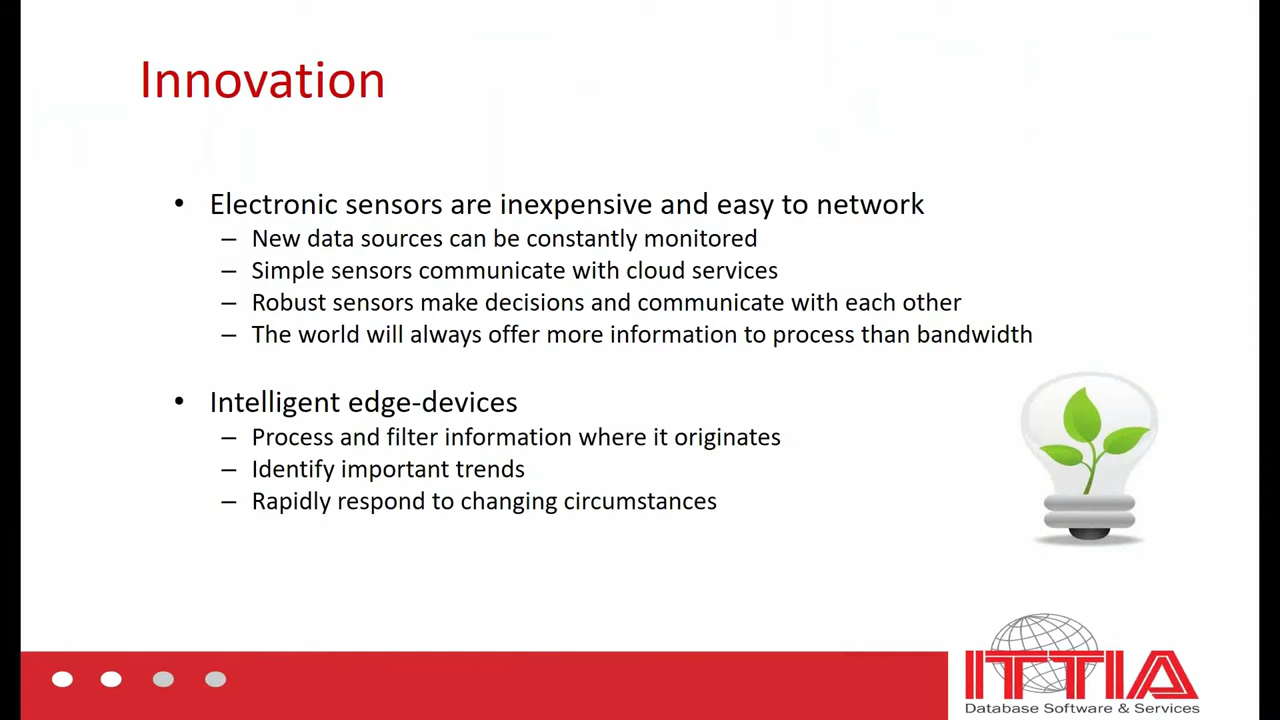 Innovation
• Electronic sensors are inexpensive and easy to network
– New data sources can be constantly monitored
– Simple sensors communicate with cloud services
– Robust sensors make decisions and communicate with each other
– The world will always offer more information to process than bandwidth
• Intelligent edge-devices
– Process and filter information where it originates
– Identify important trends
– Rapidly respond to changing circumstances
ITTIA
Database Software & Services